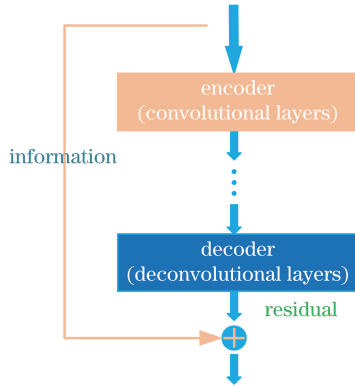 encoder
(convolutional layers)
information
decoder
(deconvolutional layers)
residual